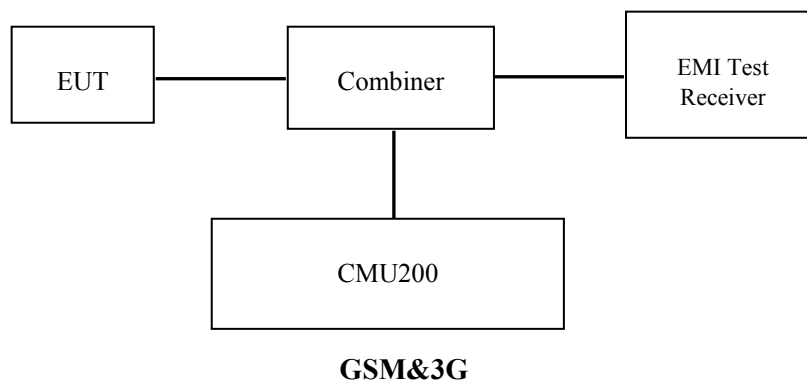 EUT
Combiner
EMI Test
Receiver
CMU200
GSM&3G